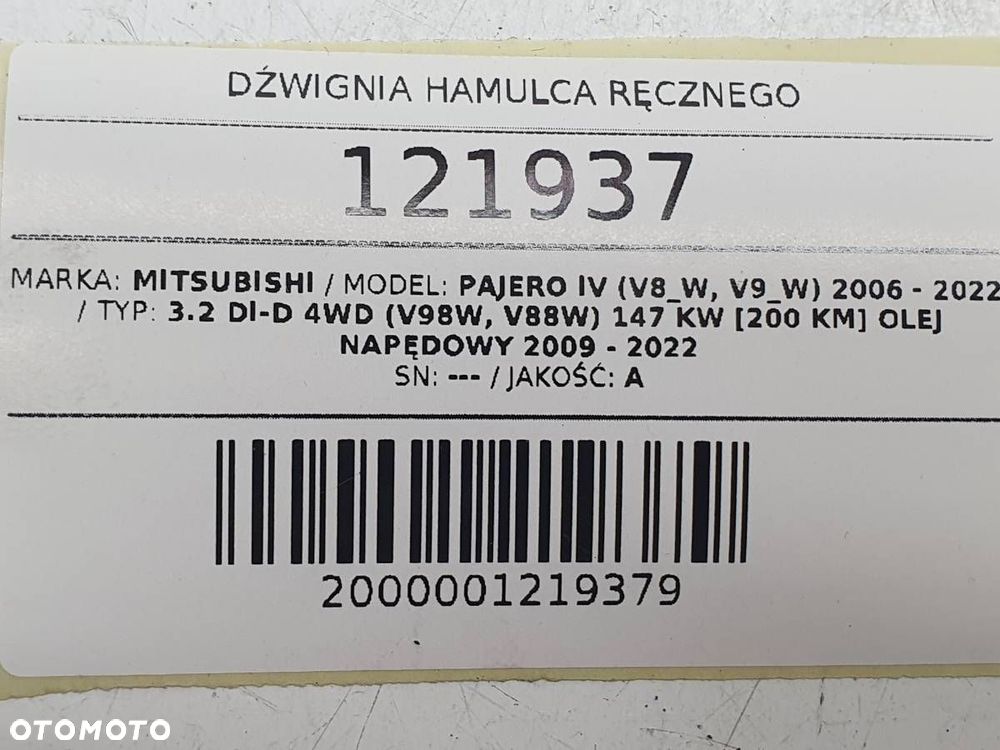 DŹWIGNIA HAMULCA RĘCZNEGO
121937
MARKA: MITSUBISHI / MODEL: PAJERO IV (V8_W, V9_W) 2006 - 2022
/ TYP: 3.2 DI-D 4WD (V98W, V88W) 147 KW [200 KM] OLEJ
NAPĘDOWY 2009 - 2022
SN: --- / JAKOŚĆ: A
2000001219379
OTOMOTO